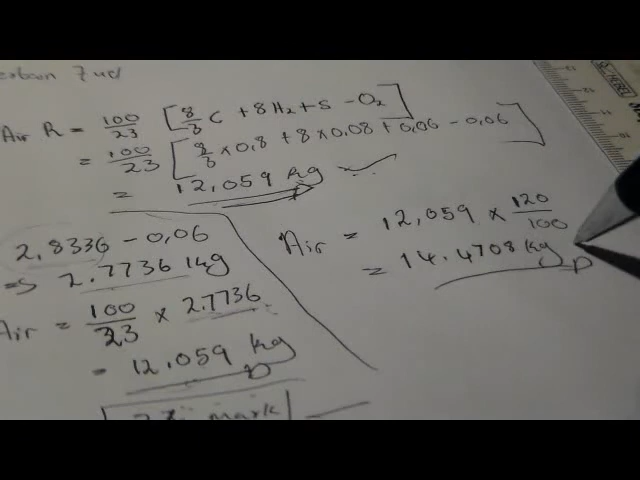 Air R = 100/23 [8/3 C + 8H2 + S - O2]
= 100/23 [8/3 × 0.8 + 8×0.08 + 0.06 - 0.06]
= 12.059 kg
2.8336 - 0.06
=> 2.7736 kg
Air = 100/23 × 2.7736
= 12.059 kg
Air = 12.059 × 120/100
= 14.4708 kg
mark